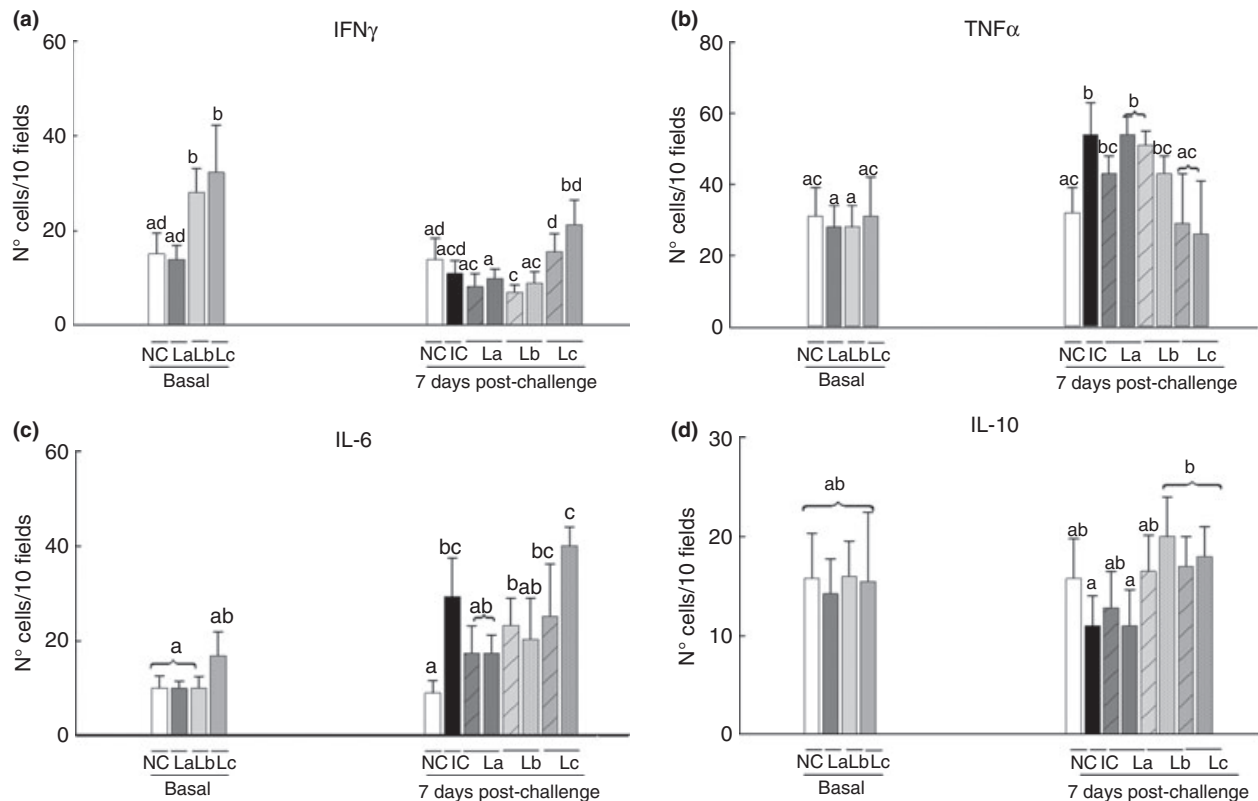 (a)
IFNγ
N° cells/10 fields
60
40
20
0
ad ad b b
ad acd ac a c ac d bd
NC La Lb Lc
Basal
NC IC La Lb Lc
7 days post-challenge
(b)
TNFα
N° cells/10 fields
80
60
40
20
0
ac a a ac
ac b bc b bc ac
NC La Lb Lc
Basal
NC IC La Lb Lc
7 days post-challenge
(c)
IL-6
N° cells/10 fields
60
40
20
0
a ab
a bc ab b ab bc c
NC La Lb Lc
Basal
NC IC La Lb Lc
7 days post-challenge
(d)
IL-10
N° cells/10 fields
30
20
10
0
ab
ab a ab a ab b
NC La Lb Lc
Basal
NC IC La Lb Lc
7 days post-challenge